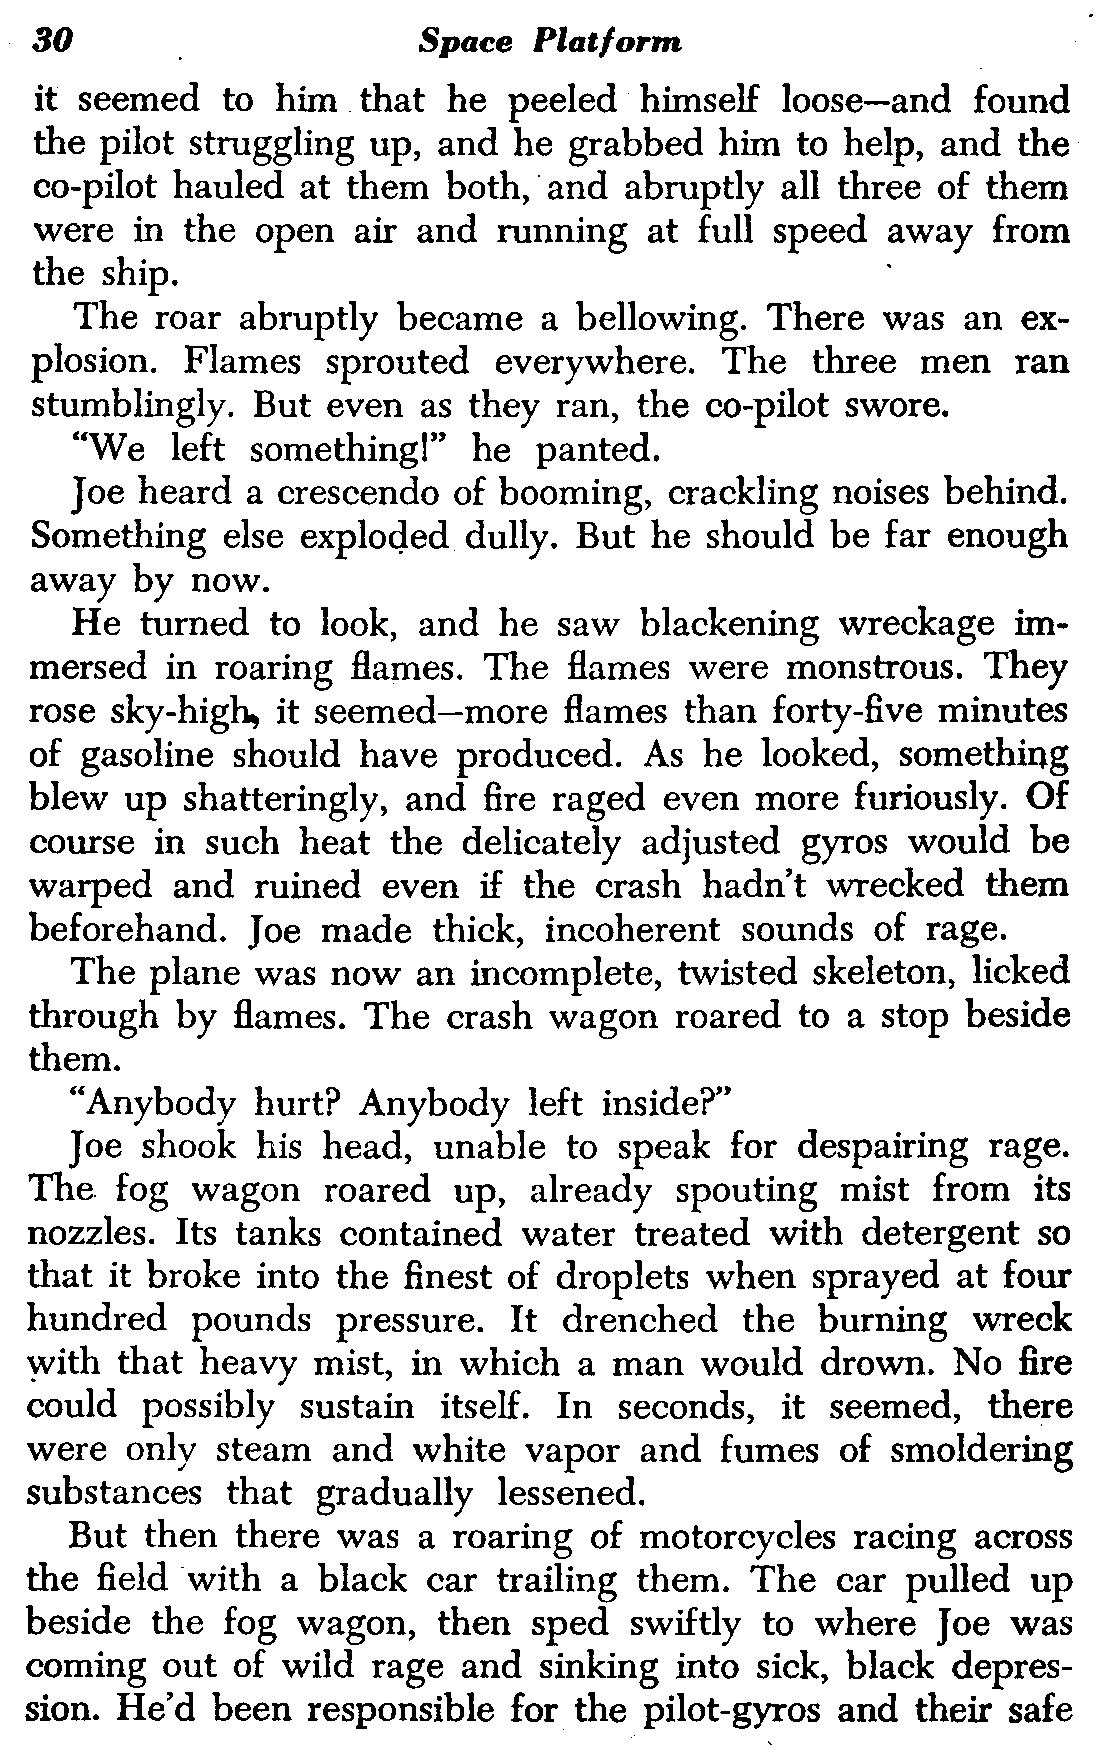 30 Space Platform
it seemed to him that he peeled himself loose—and found
the pilot struggling up, and he grabbed him to help, and the
co-pilot hauled at them both, and abruptly all three of them
were in the open air and running at full speed away from
the ship.
The roar abruptly became a bellowing. There was an ex-
plosion. Flames sprouted everywhere. The three men ran
stumblingly. But even as they ran, the co-pilot swore.
“We left something!” he panted.
Joe heard a crescendo of booming, crackling noises behind.
Something else exploded dully. But he should be far enough
away by now.
He turned to look, and he saw blackening wreckage im-
mersed in roaring flames. The flames were monstrous. They
rose sky-high, it seemed—more flames than forty-five minutes
of gasoline should have produced. As he looked, something
blew up shatteringly, and fire raged even more furiously. Of
course in such heat the delicately adjusted gyros would be
warped and ruined even if the crash hadn’t wrecked them
beforehand. Joe made thick, incoherent sounds of rage.
The plane was now an incomplete, twisted skeleton, licked
through by flames. The crash wagon roared to a stop beside
them.
“Anybody hurt? Anybody left inside?”
Joe shook his head, unable to speak for despairing rage.
The fog wagon roared up, already spouting mist from its
nozzles. Its tanks contained water treated with detergent so
that it broke into the finest of droplets when sprayed at four
hundred pounds pressure. It drenched the burning wreck
with that heavy mist, in which a man would drown. No fire
could possibly sustain itself. In seconds, it seemed, there
were only steam and white vapor and fumes of smoldering
substances that gradually lessened.
But then there was a roaring of motorcycles racing across
the field with a black car trailing them. The car pulled up
beside the fog wagon, then sped swiftly to where Joe was
coming out of wild rage and sinking into sick, black depres-
sion. He’d been responsible for the pilot-gyros and their safe